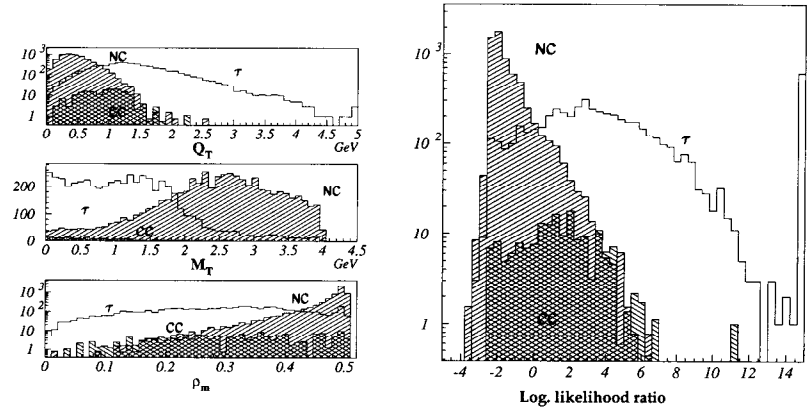 10³
10²
10
1
NC
τ
CC
0 0.5 1 1.5 2 2.5 3 3.5 4 4.5 5
Q_T
GeV
200
100
0
NC
τ
CC
0 0.5 1 1.5 2 2.5 3 3.5 4 4.5
M_T
GeV
10³
10²
10
1
NC
τ
CC
0 0.1 0.2 0.3 0.4 0.5
ρ_m
10³
10²
10
1
NC
τ
CC
-4 -2 0 2 4 6 8 10 12 14
Log. likelihood ratio